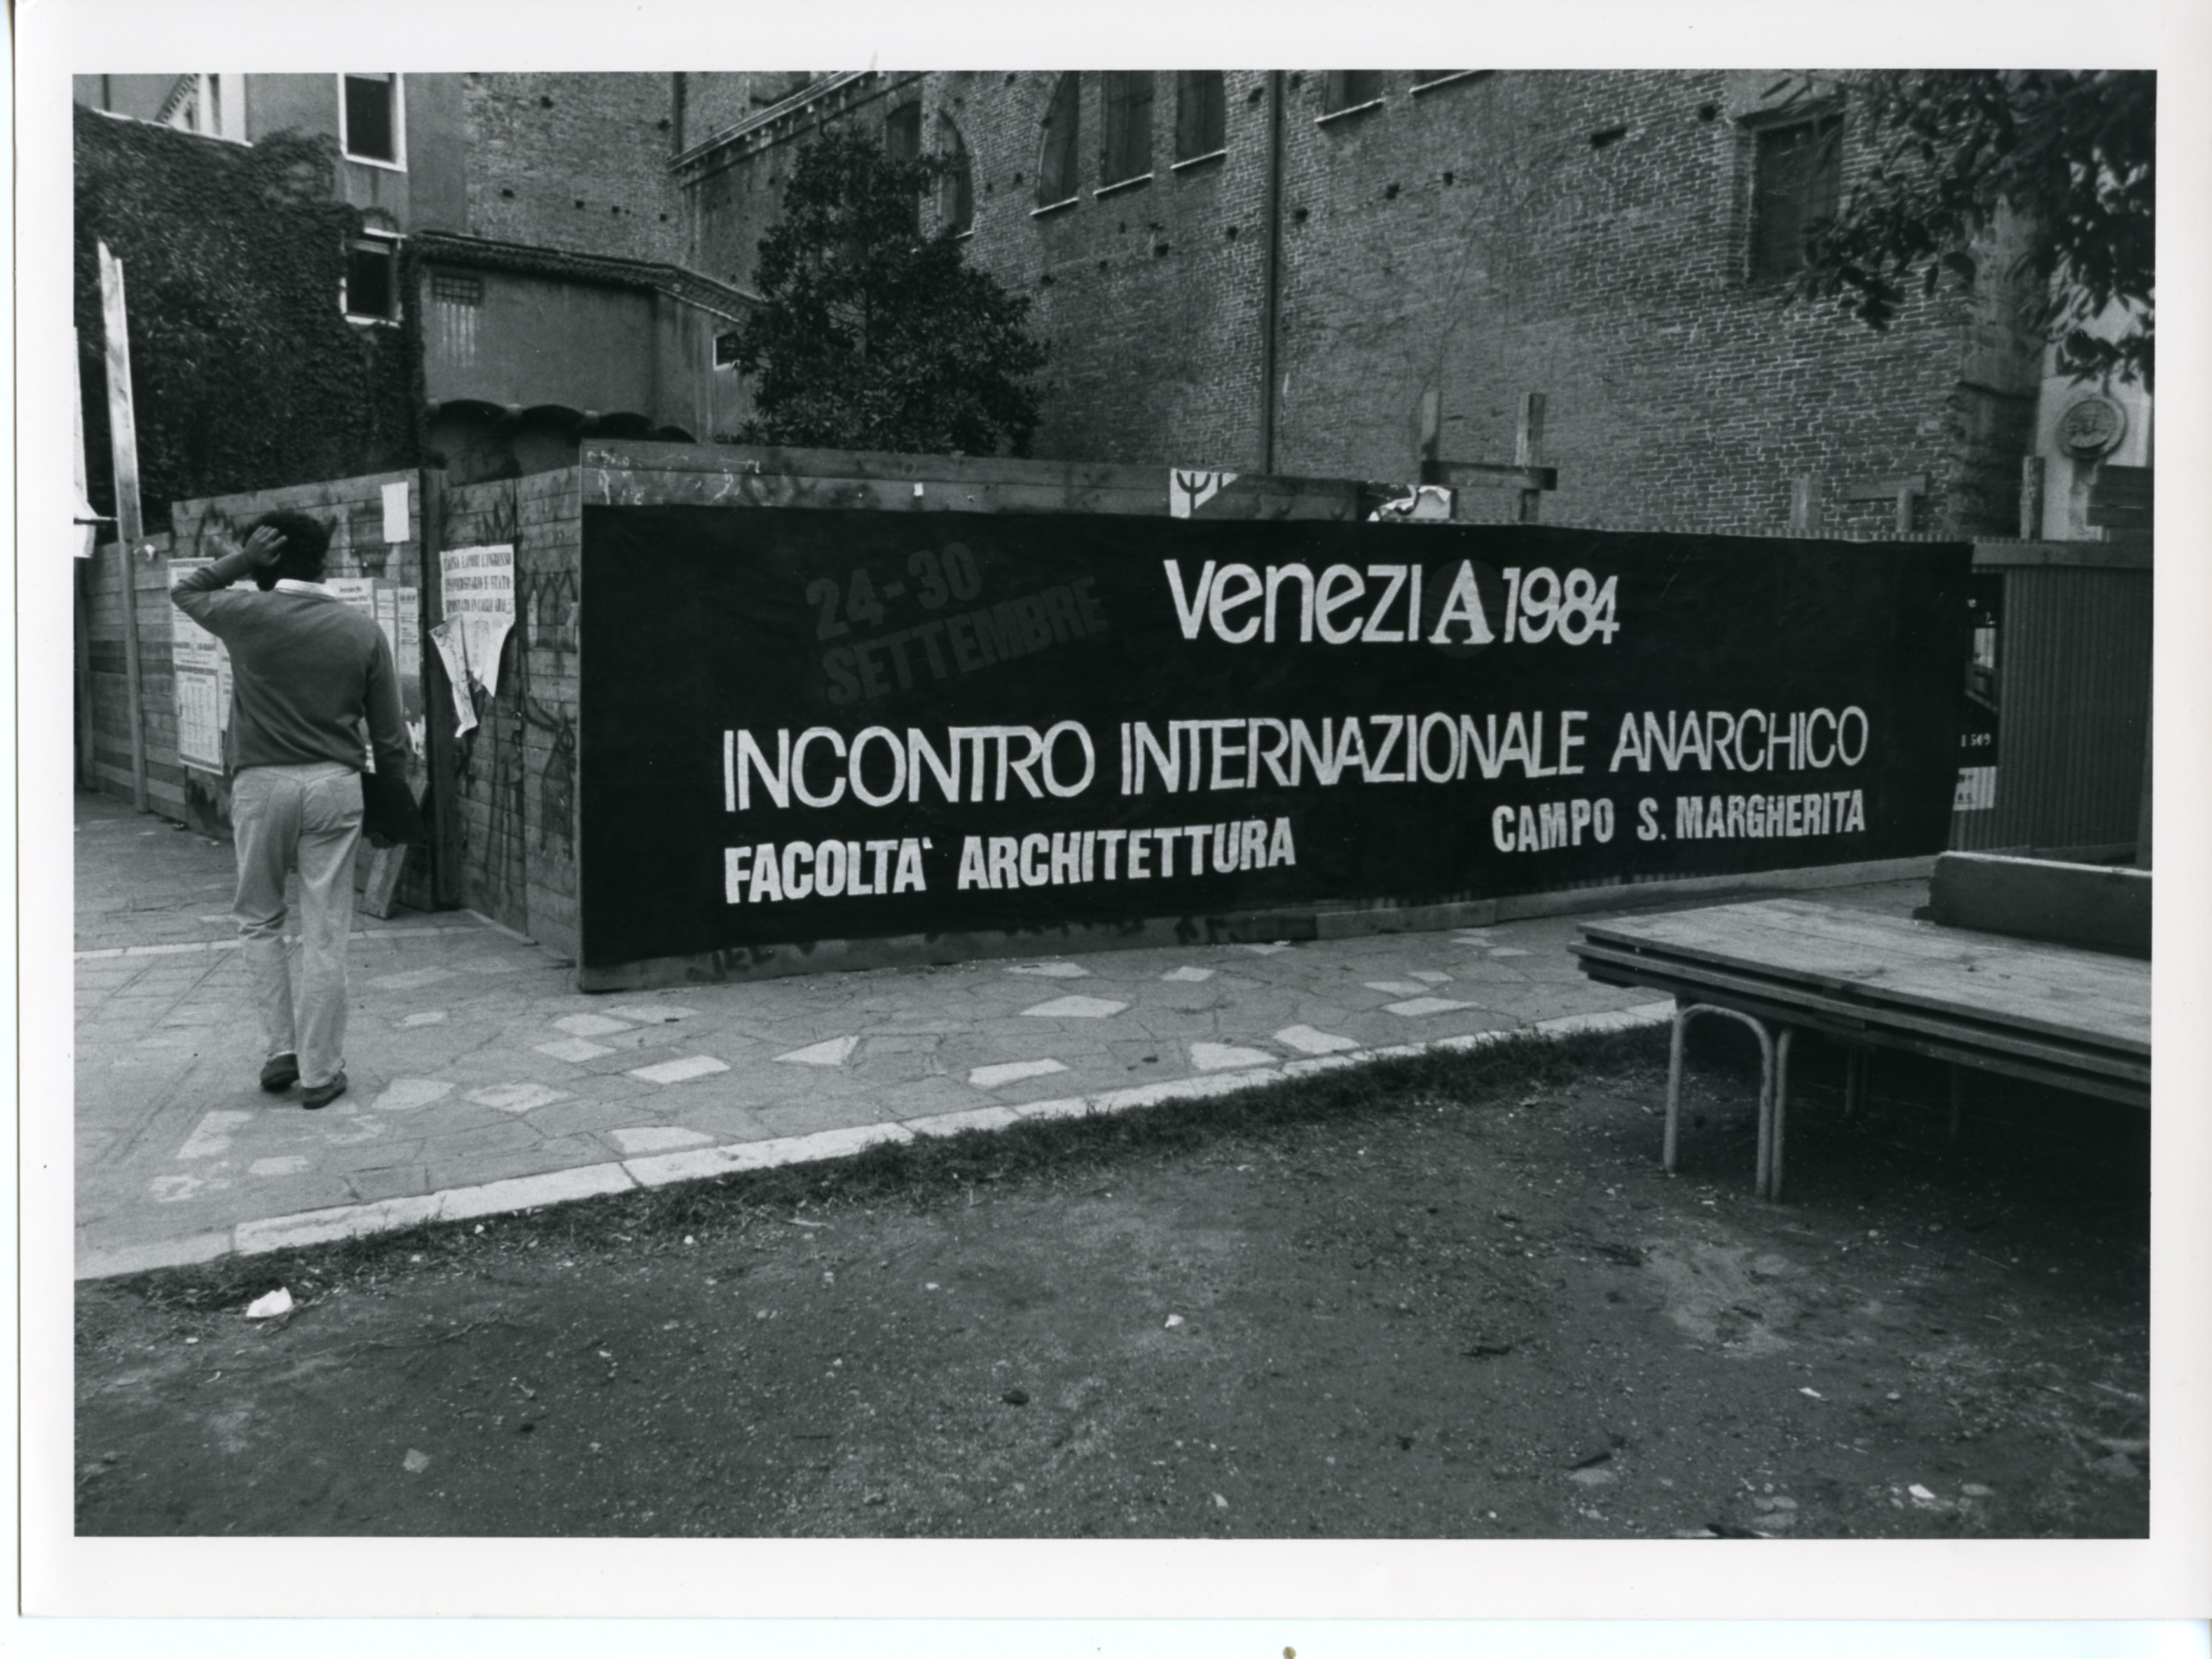 24-30
SETTEMBRE
VeneziA 1984
INCONTRO INTERNAZIONALE ANARCHICO
FACOLTA' ARCHITETTURA
CAMPO S. MARGHERITA